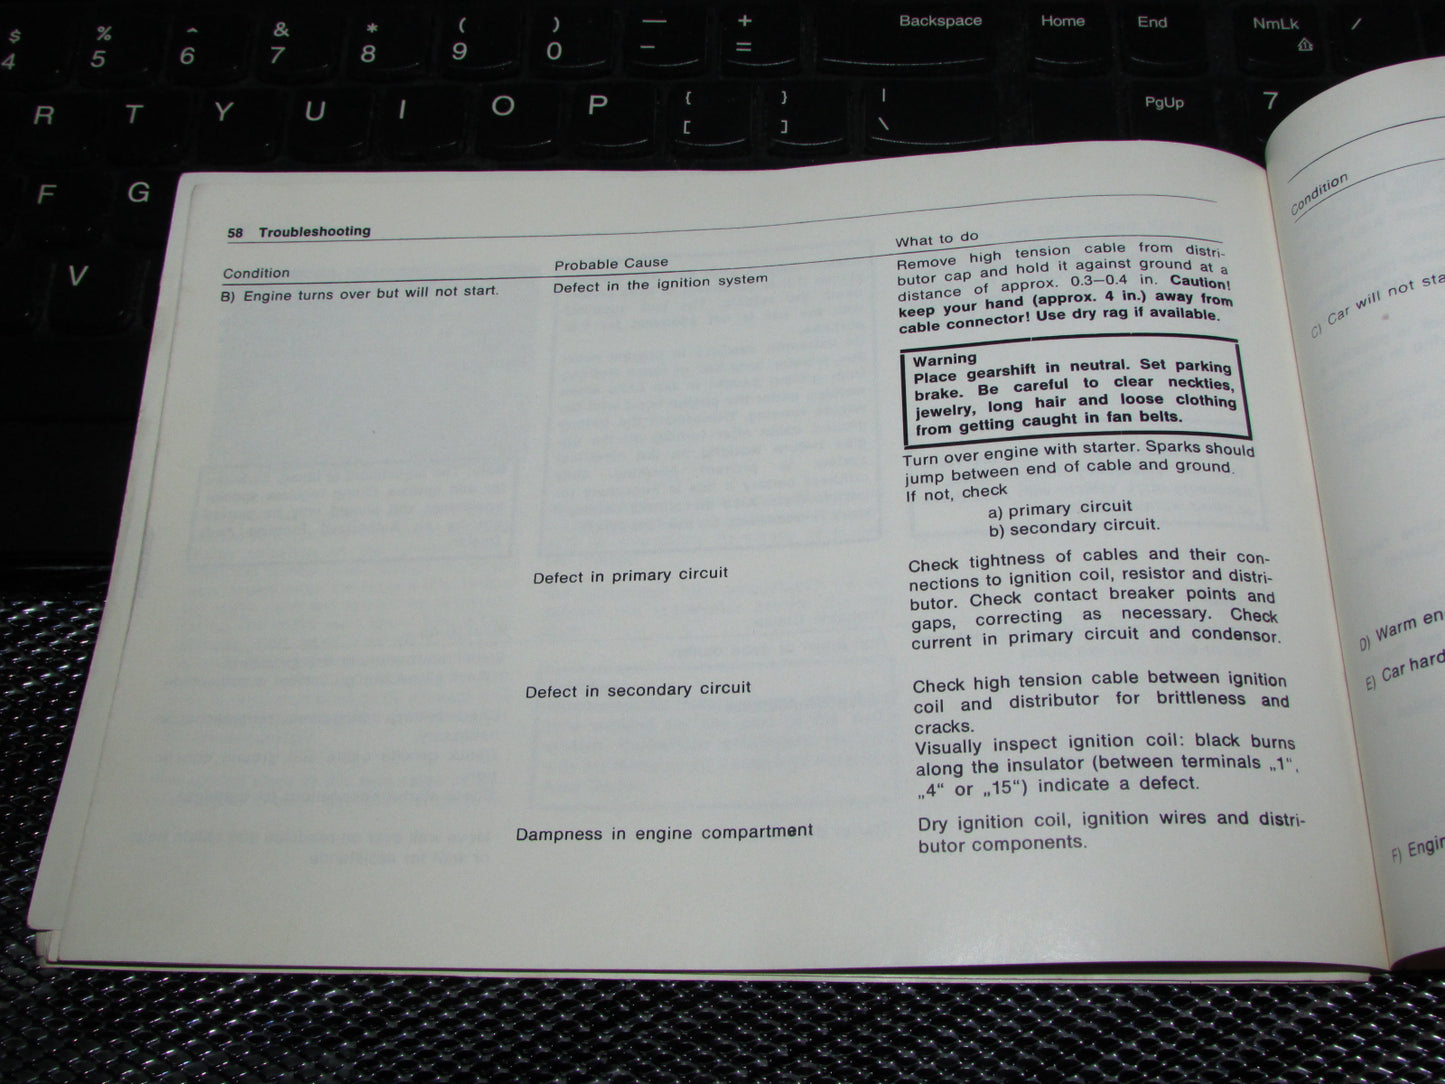 $ % ^ & * ( ) — +
4 5 6 7 8 9 0 - = Backspace Home End NmLk /
R T Y U I O P { [ } ] | \ PgUp 7
F G
V
58 Troubleshooting
Condition
B) Engine turns over but will not start.
Probable Cause
Defect in the ignition system
What to do
Remove high tension cable from distri-
butor cap and hold it against ground at a
distance of approx. 0.3—0.4 in. Caution!
keep your hand (approx. 4 in.) away from
cable connector! Use dry rag if available.
Warning
Place gearshift in neutral. Set parking
brake. Be careful to clear neckties,
jewelry, long hair and loose clothing
from getting caught in fan belts.
Turn over engine with starter. Sparks should
jump between end of cable and ground.
If not, check
a) primary circuit
b) secondary circuit.
Defect in primary circuit
Check tightness of cables and their con-
nections to ignition coil, resistor and distri-
butor. Check contact breaker points and
gaps, correcting as necessary. Check
current in primary circuit and condensor.
Defect in secondary circuit
Check high tension cable between ignition
coil and distributor for brittleness and
cracks.
Visually inspect ignition coil: black burns
along the insulator (between terminals „1“,
„4“ or „15“) indicate a defect.
Dampness in engine compartment
Dry ignition coil, ignition wires and distri-
butor components.
Condition
C) Car will not
D) Warm
E) Car
F)